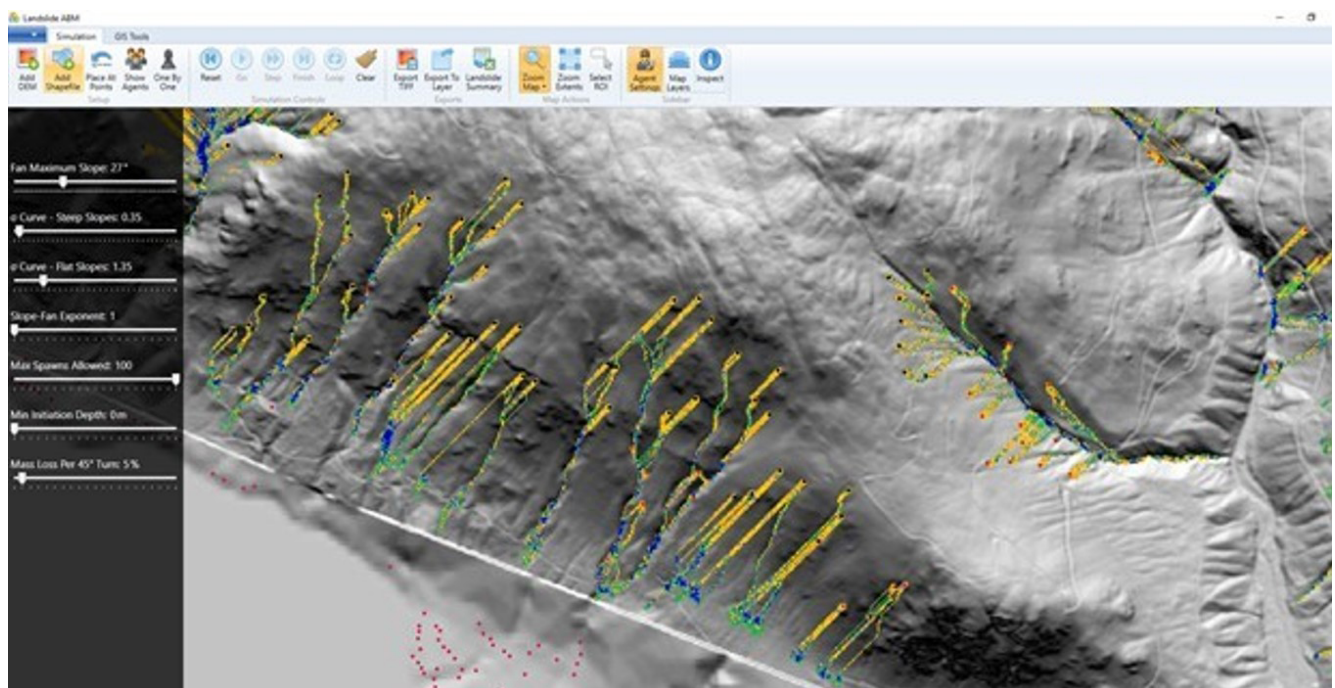 Landslide ABM
Simulation GIS Tools
Add DEM
Add Shapefile
Place At Points
Show Agents
One By One
Reset
Go
Step
Finish
Loop
Clear
Export TIFF
Export To Layer
Landslide Summary
Zoom Map
Zoom Extents
Select ROI
Agent Settings
Map Layers
Inspect
Setup
Simulation Controls
Exports
Map Actions
Sidebar
Fan Maximum Slope: 27°
σ Curve - Steep Slopes: 0.35
σ Curve - Flat Slopes: 1.35
Slope-Fan Exponent: 1
Max Spawns Allowed: 100
Min Initiation Depth: 0m
Mass Loss Per 45° Turn: 5%